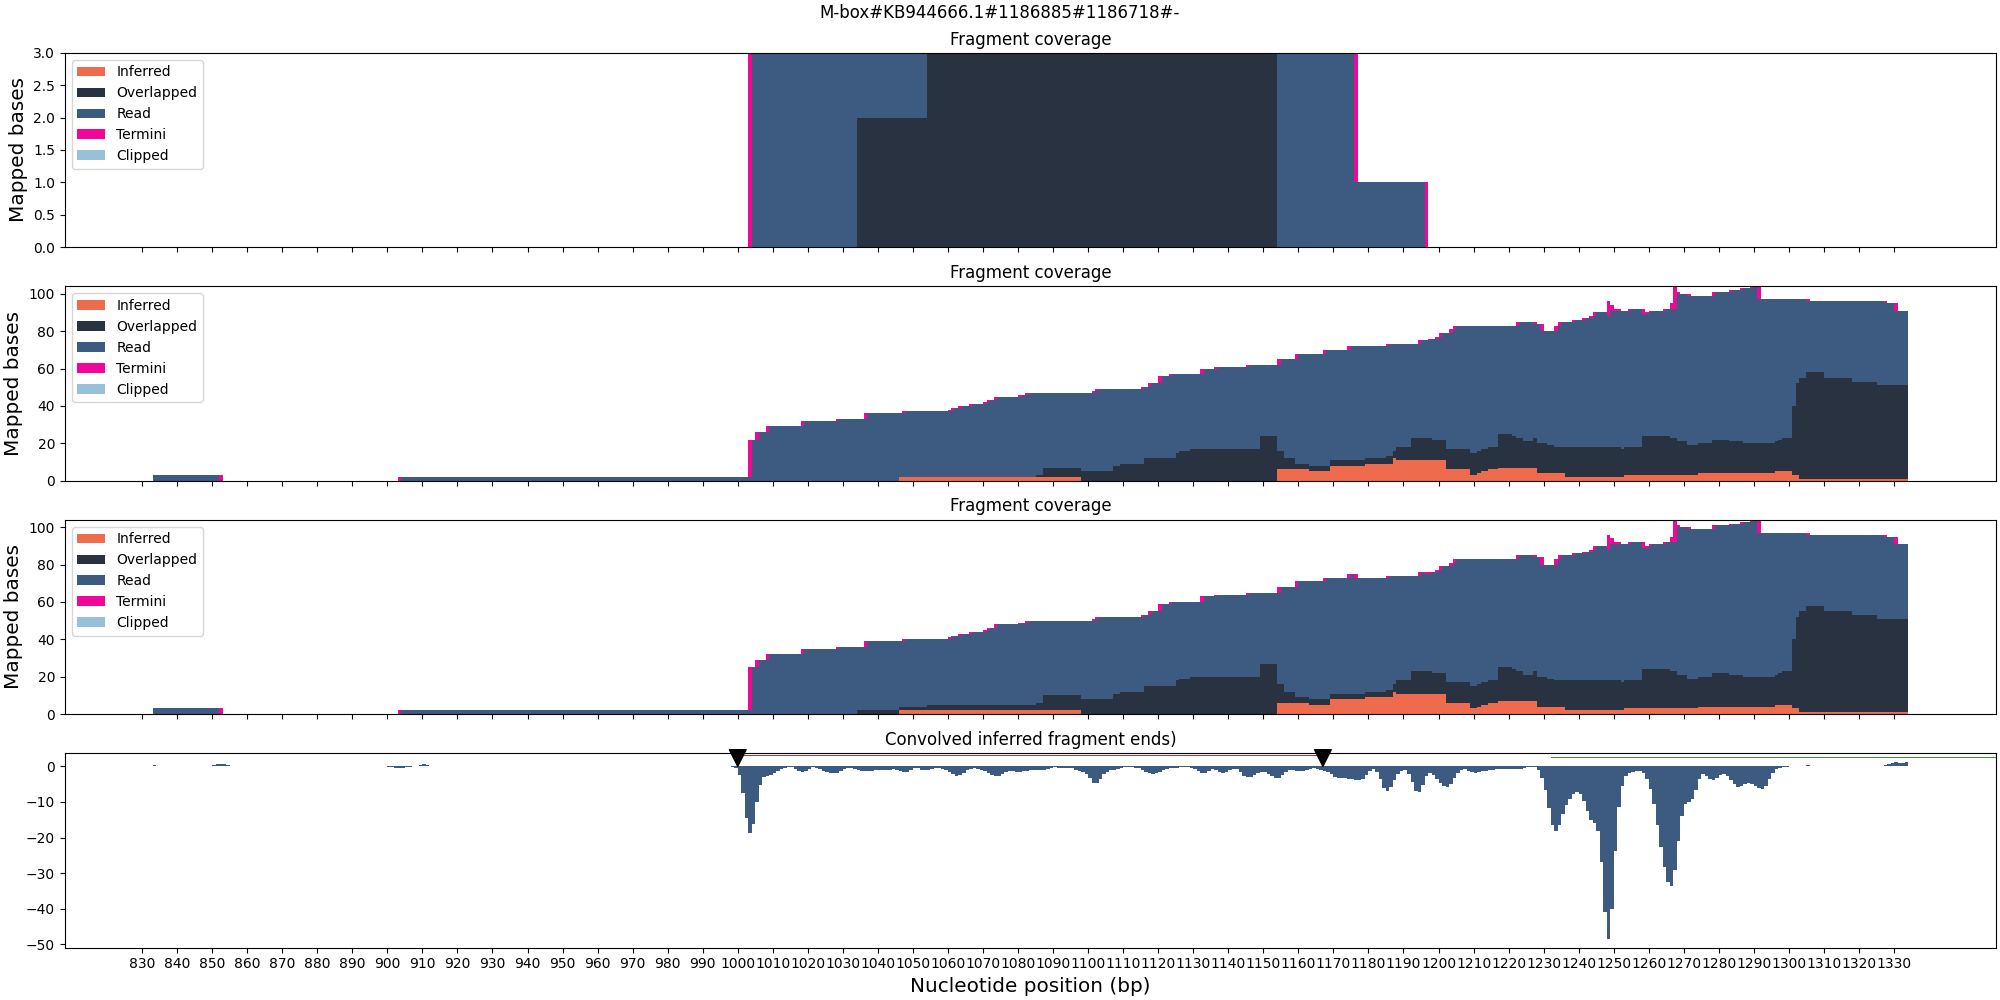 M-box#KB944666.1#1186885#1186718#-
Fragment coverage
Mapped bases
3.0
2.5
2.0
1.5
1.0
0.5
0.0
Inferred
Overlapped
Read
Termini
Clipped
Fragment coverage
Mapped bases
100
80
60
40
20
0
Inferred
Overlapped
Read
Termini
Clipped
Fragment coverage
Mapped bases
100
80
60
40
20
0
Inferred
Overlapped
Read
Termini
Clipped
Convolved inferred fragment ends)
0
−10
−20
−30
−40
−50
830 840 850 860 870 880 890 900 910 920 930 940 950 960 970 980 990 1000 1010 1020 1030 1040 1050 1060 1070 1080 1090 1100 1110 1120 1130 1140 1150 1160 1170 1180 1190 1200 1210 1220 1230 1240 1250 1260 1270 1280 1290 1300 1310 1320 1330
Nucleotide position (bp)